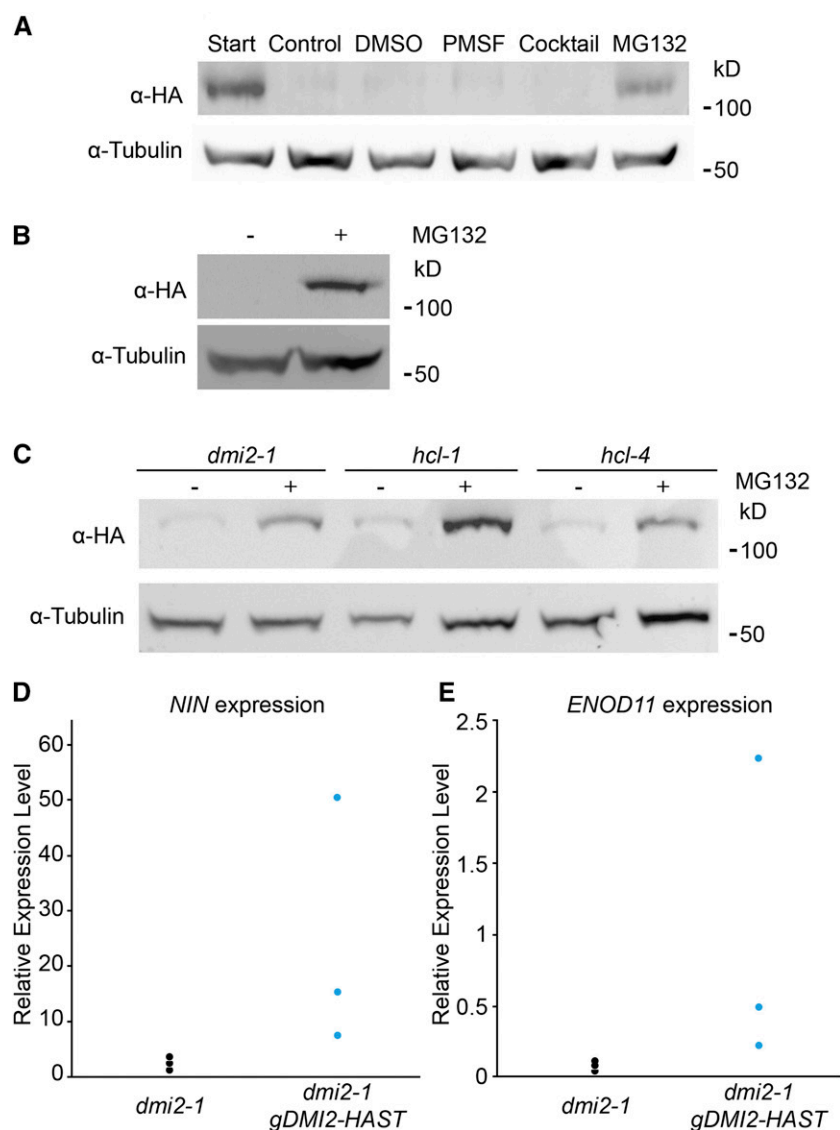 A
Start Control DMSO PMSF Cocktail MG132
kD
α-HA
-100
α-Tubulin
-50
B
- + MG132
kD
α-HA
-100
α-Tubulin
-50
C
dmi2-1 hcl-1 hcl-4
- + - + - + MG132
kD
α-HA
-100
α-Tubulin
-50
D
NIN expression
Relative Expression Level
60
50
40
30
20
10
0
dmi2-1
dmi2-1
gDMI2-HAST
E
ENOD11 expression
Relative Expression Level
2.5
2
1.5
1
0.5
0
dmi2-1
dmi2-1
gDMI2-HAST